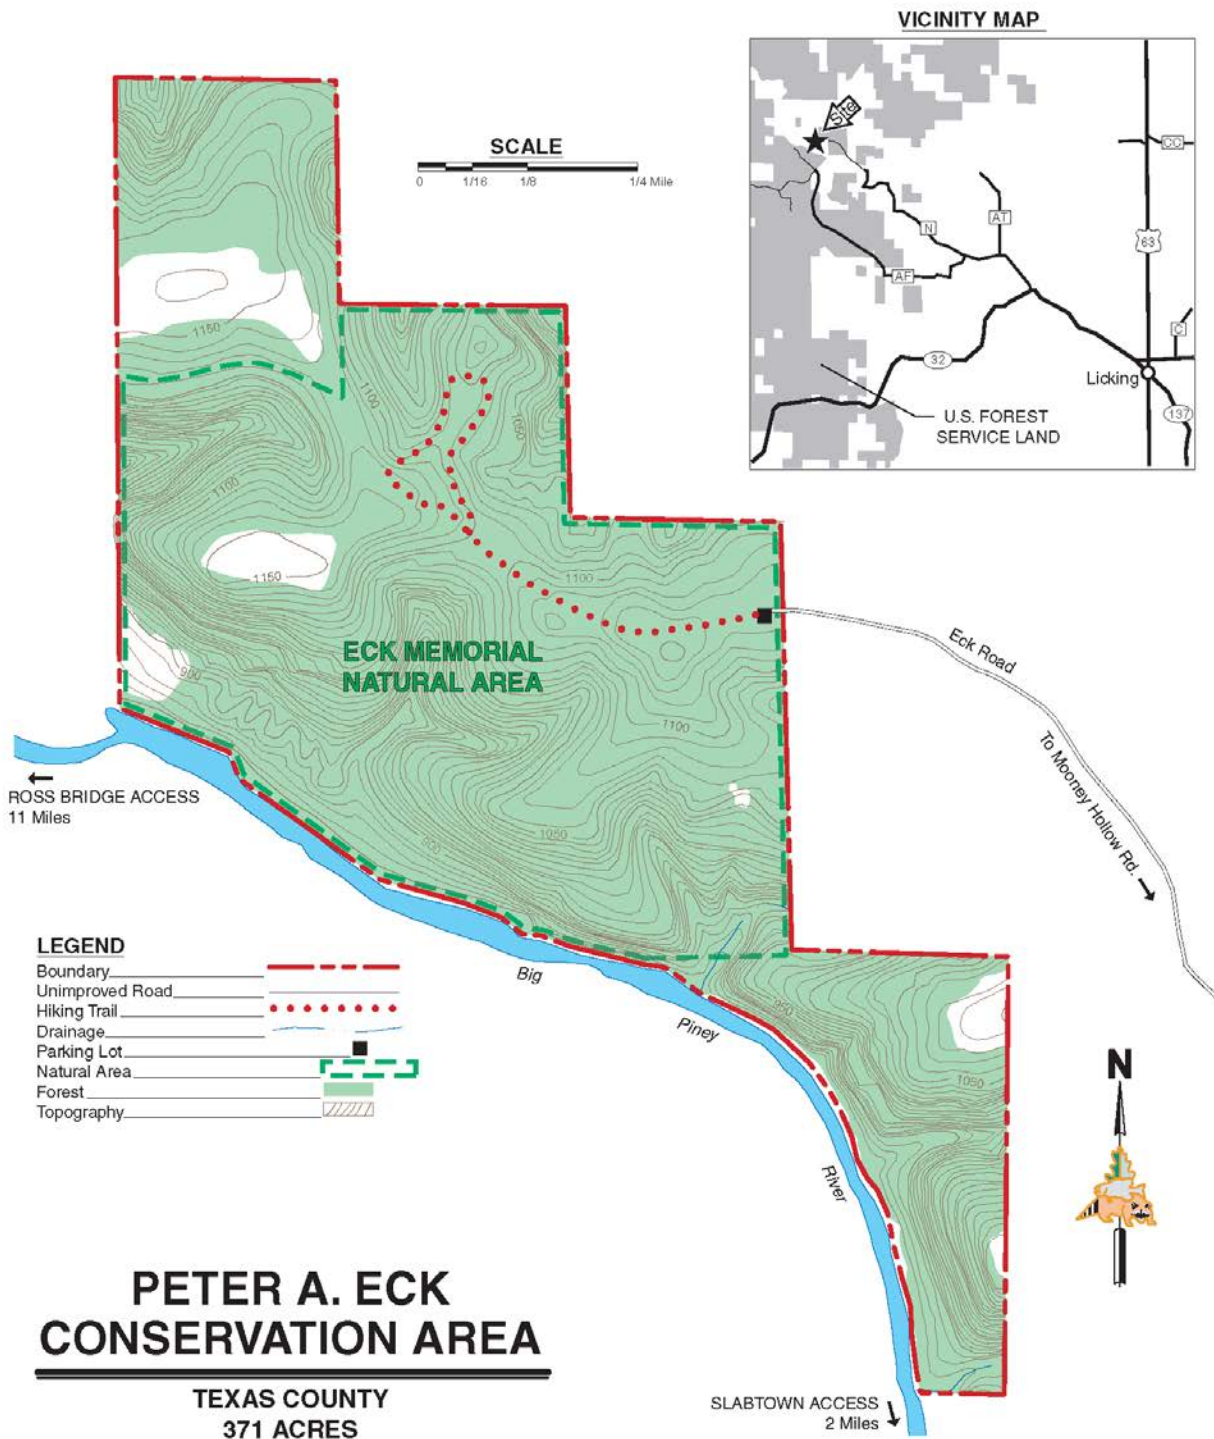 VICINITY MAP
Site
CC
AT
N
63
AF
C
32
Licking
137
U.S. FOREST
SERVICE LAND
SCALE
0 1/16 1/8 1/4 Mile
1150
1100
1050
1100
1150
1100
ECK MEMORIAL
NATURAL AREA
900
1100
1050
900
950
1050
Eck Road
To Mooney Hollow Rd.
ROSS BRIDGE ACCESS
11 Miles
Big
Piney
River
LEGEND
Boundary
Unimproved Road
Hiking Trail
Drainage
Parking Lot
Natural Area
Forest
Topography
N
PETER A. ECK
CONSERVATION AREA
TEXAS COUNTY
371 ACRES
SLABTOWN ACCESS
2 Miles